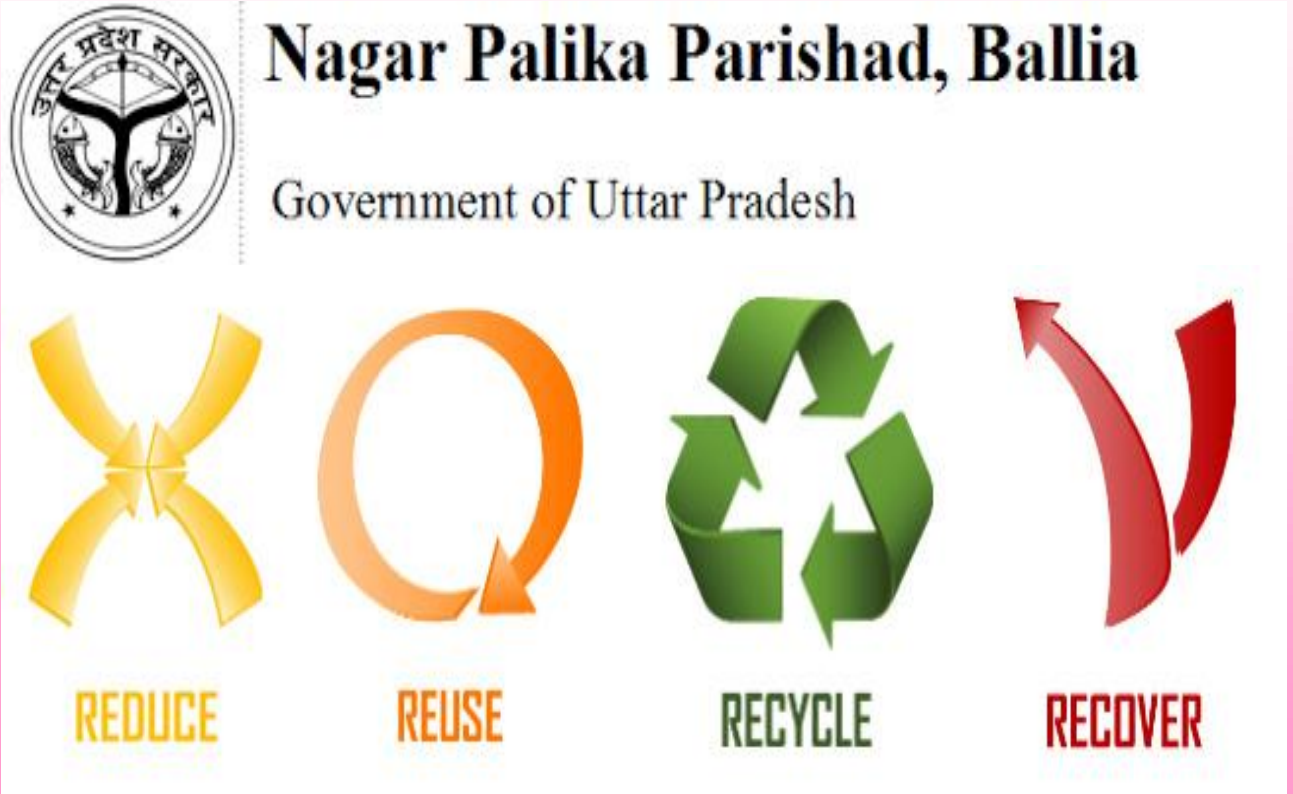 उत्तर प्रदेश सरकार
Nagar Palika Parishad, Ballia
Government of Uttar Pradesh
REDUCE
REUSE
RECYCLE
RECOVER